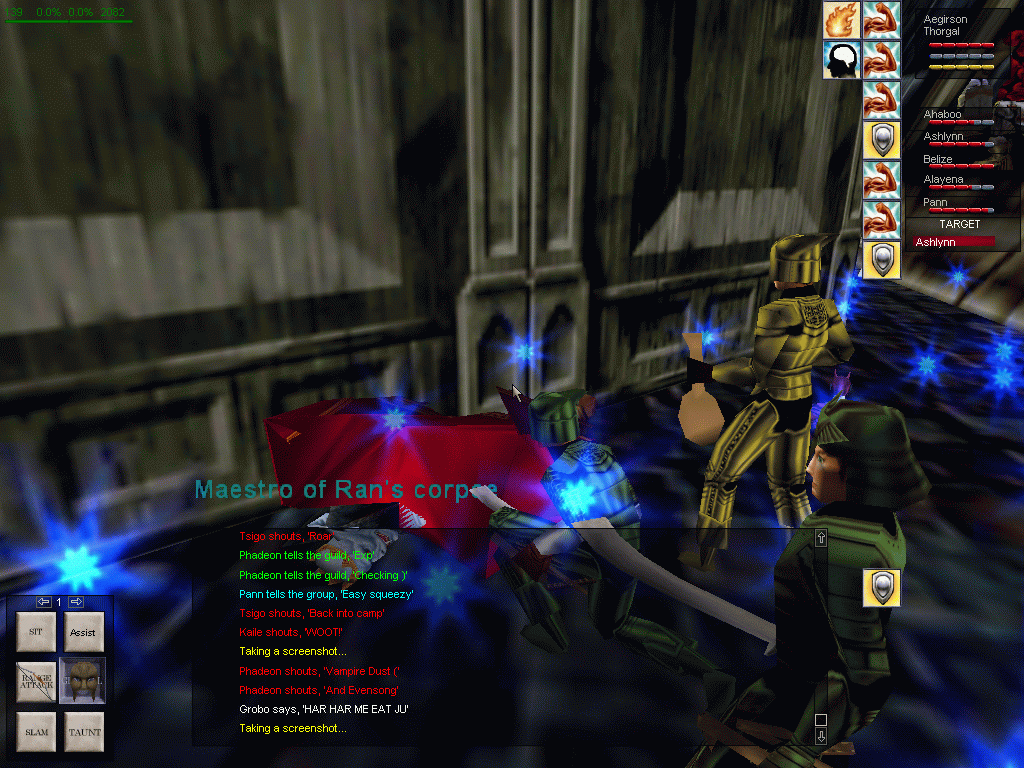 139 0.0% 0.0% 2082
Aegirson
Thorgal
Ahaboo
Ashlynn
Belize
Alayena
Pann
TARGET
Ashlynn
Maestro of Ran's corpse
Tsigo shouts, 'Roar
Phadeon tells the guild, 'Exp'
Phadeon tells the guild, 'Checking )'
Pann tells the group, 'Easy squeezy'
Tsigo shouts, 'Back into camp'
Kaile shouts, 'WOOT!'
Taking a screenshot...
Phadeon shouts, 'Vampire Dust ('
Phadeon shouts, 'And Evensong'
Grobo says, 'HAR HAR ME EAT JU'
Taking a screenshot...
1
SIT
Assist
RANGE
ATTACK
SLAM
TAUNT